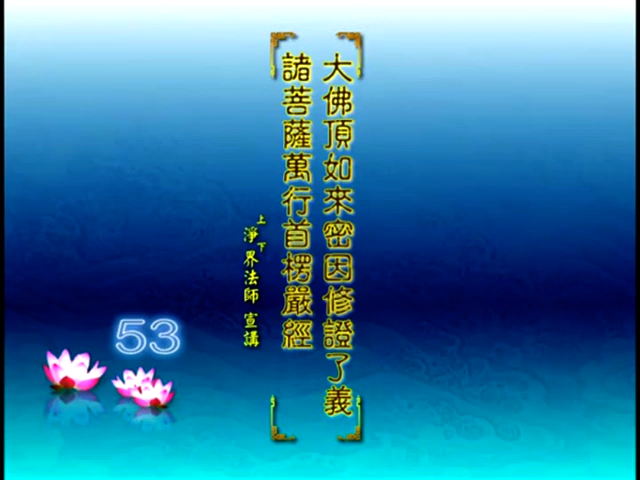 大佛頂如來密因修證了義
諸菩薩萬行首楞嚴經
上淨下界法師 宣講
53